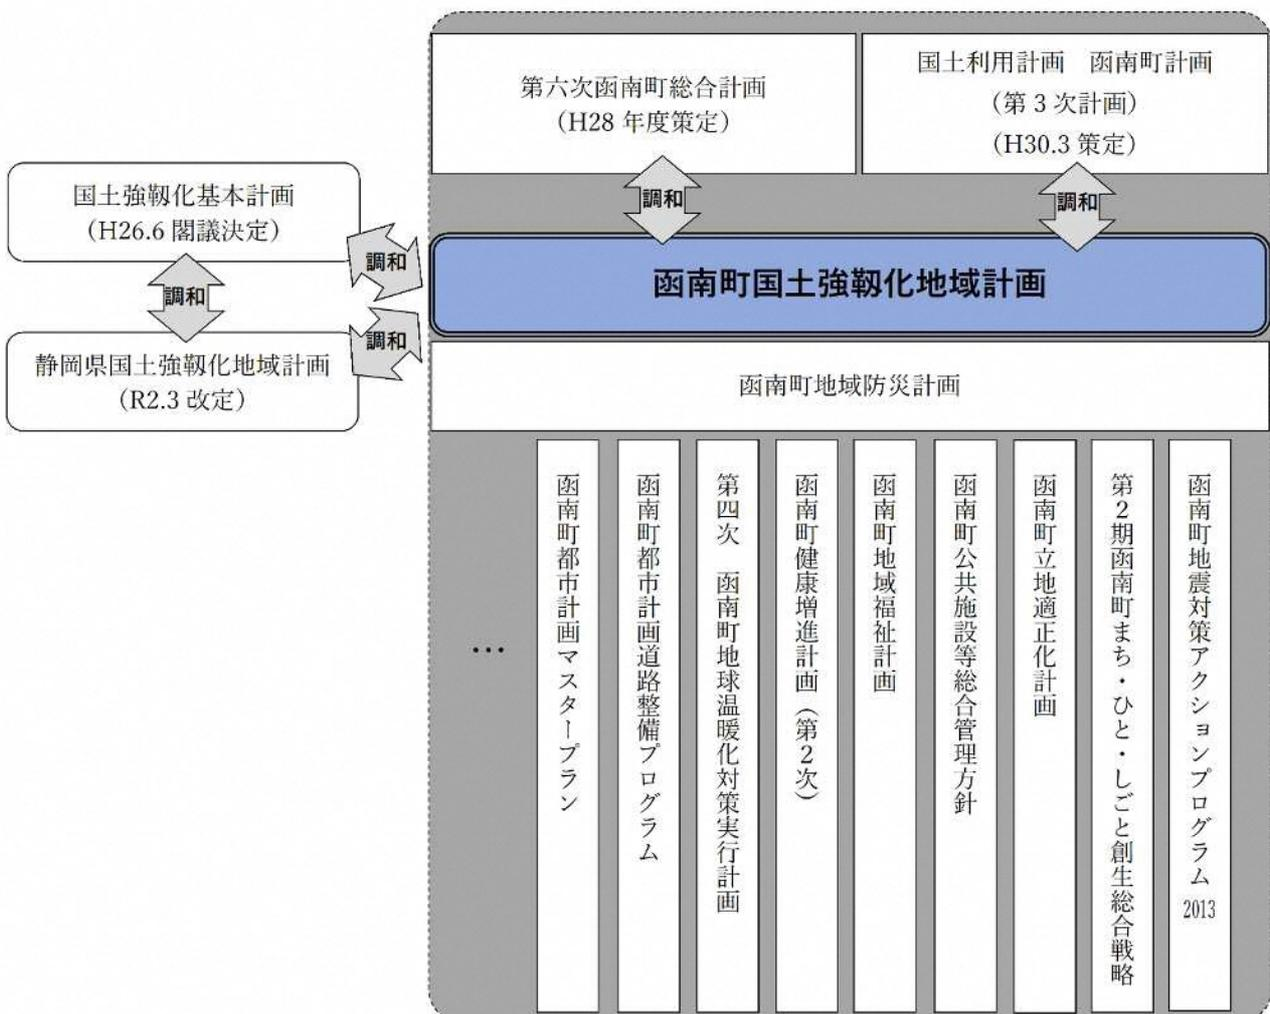 第六次函南町総合計画
(H28 年度策定)
国土利用計画　函南町計画
(第 3 次計画)
(H30.3 策定)
調和
調和
国土強靱化基本計画
(H26.6 閣議決定)
調和
調和
静岡県国土強靱化地域計画
(R2.3 改定)
調和
函南町国土強靱化地域計画
函南町地域防災計画
函南町地震対策アクションプログラム 2013
第２期函南町まち・ひと・しごと創生総合戦略
函南町立地適正化計画
函南町公共施設等総合管理方針
函南町地域福祉計画
函南町健康増進計画（第２次）
第四次　函南町地球温暖化対策実行計画
函南町都市計画道路整備プログラム
函南町都市計画マスタープラン
…